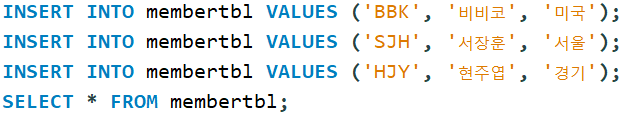 INSERT INTO membertbl VALUES ('BBK', '비비코', '미국');
INSERT INTO membertbl VALUES ('SJH', '서장훈', '서울');
INSERT INTO membertbl VALUES ('HJY', '현주엽', '경기');
SELECT * FROM membertbl;